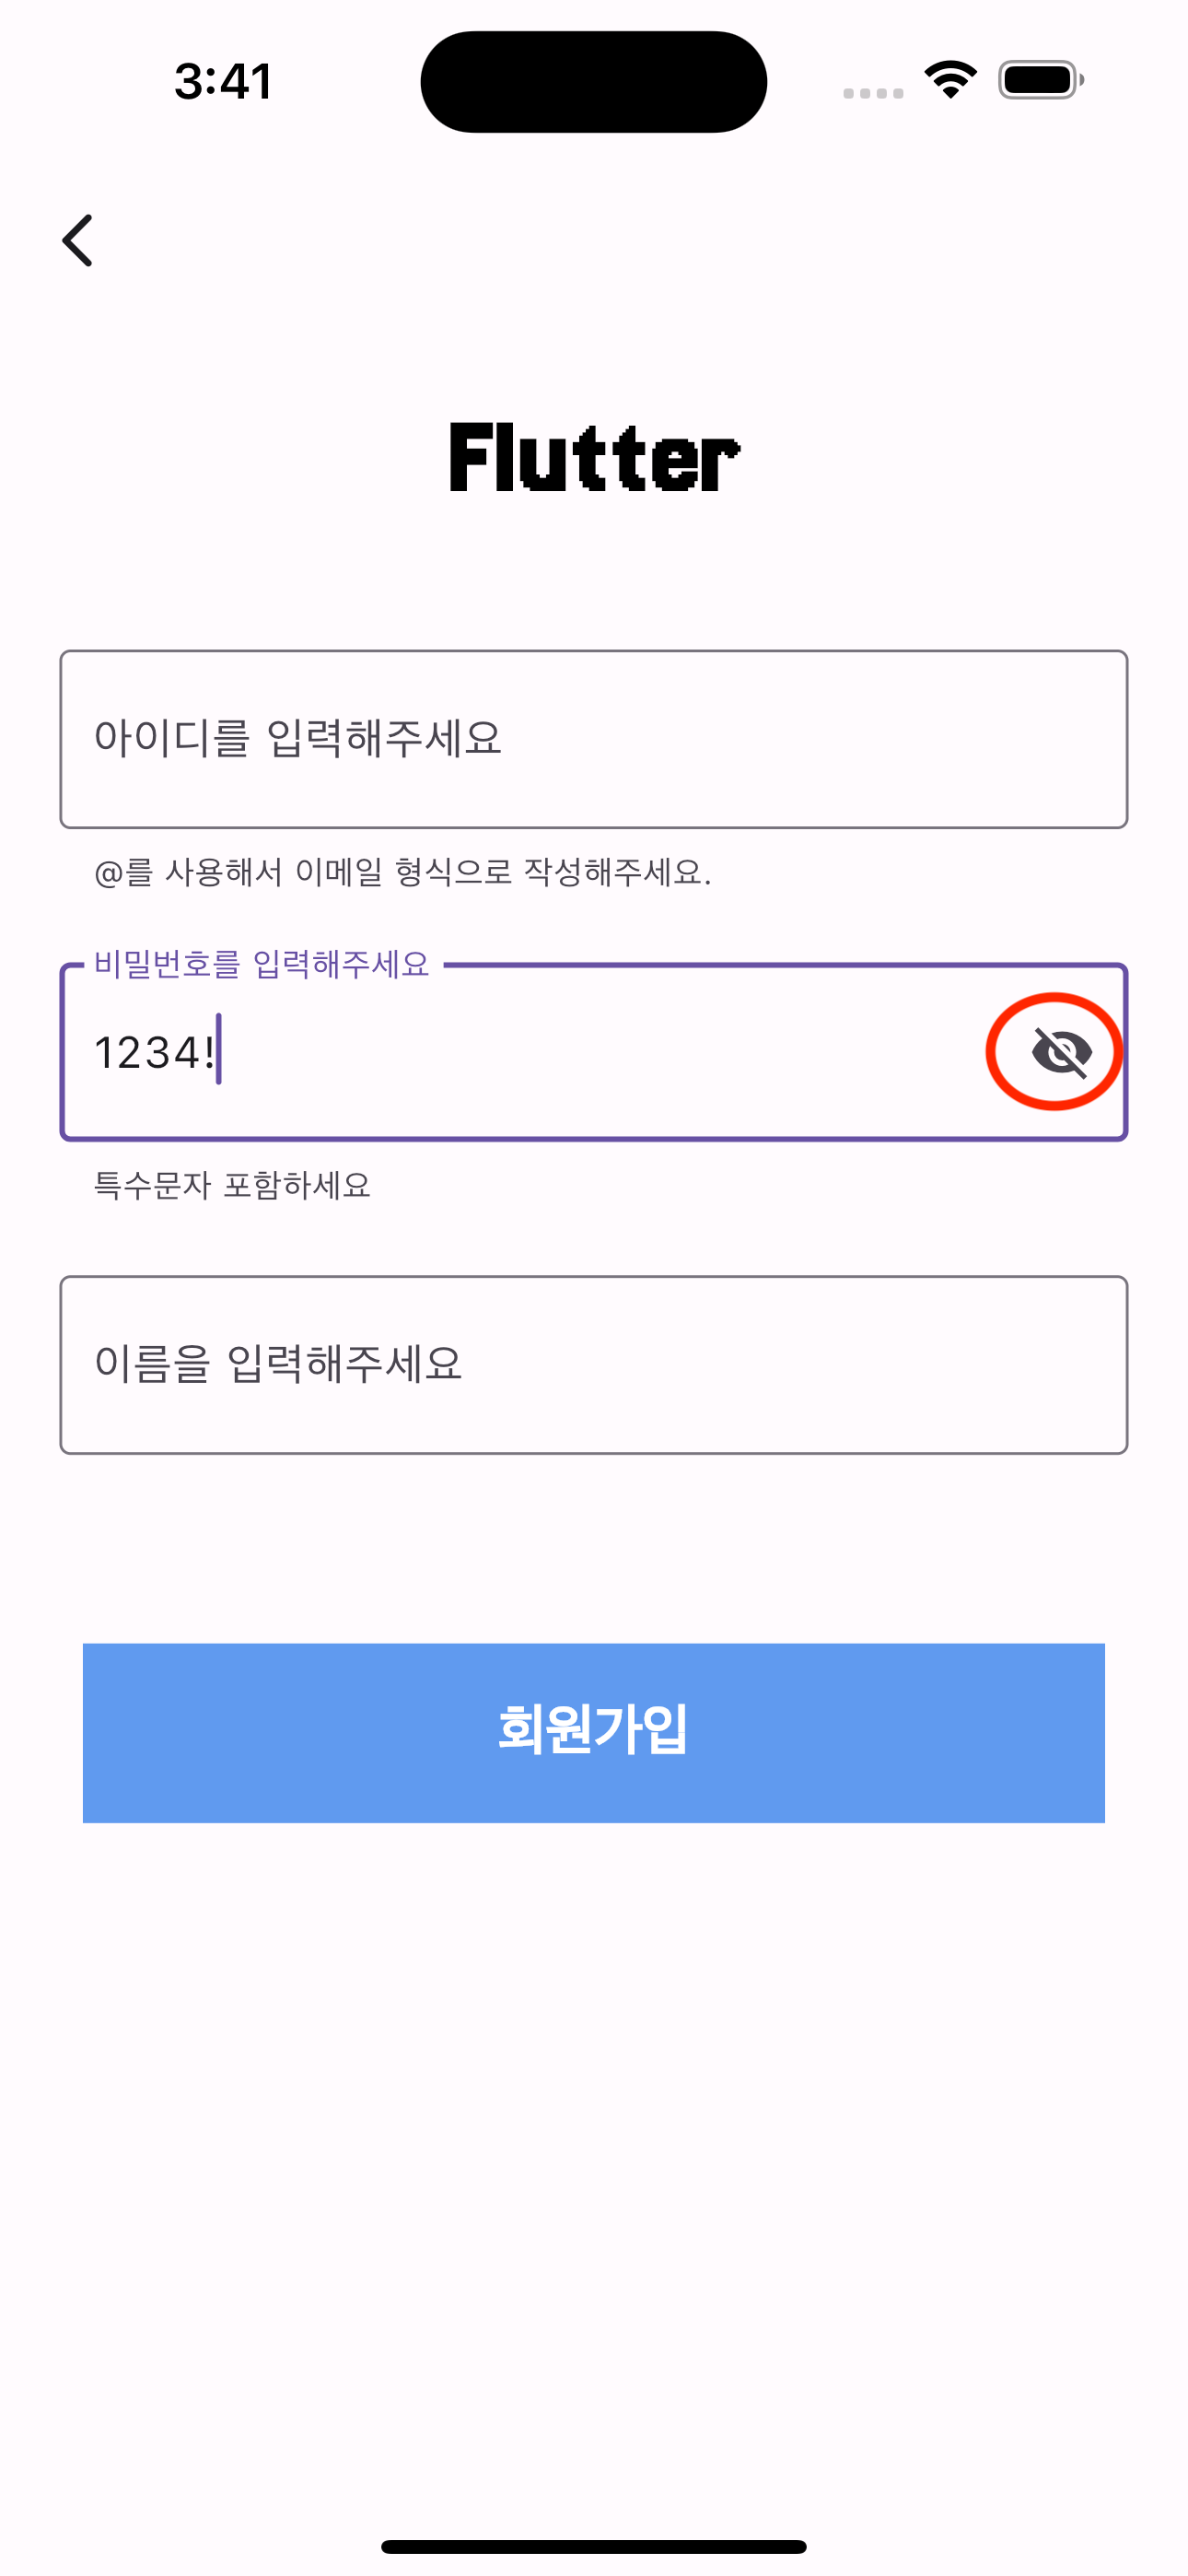 3:41
Flutter
아이디를 입력해주세요
@를 사용해서 이메일 형식으로 작성해주세요.
비밀번호를 입력해주세요
1234!
특수문자 포함하세요
이름을 입력해주세요
회원가입